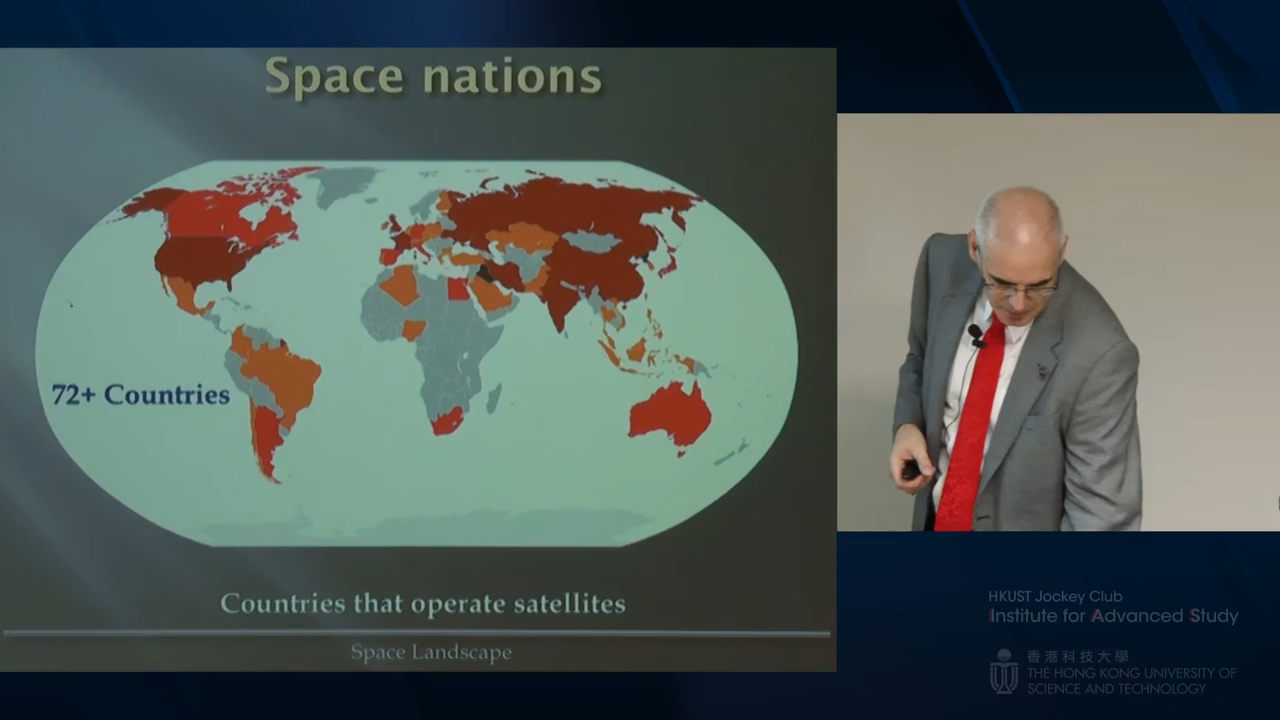 Space nations
72+ Countries
Countries that operate satellites
Space Landscape
HKUST Jockey Club
Institute for Advanced Study
香港科技大學
THE HONG KONG UNIVERSITY OF
SCIENCE AND TECHNOLOGY